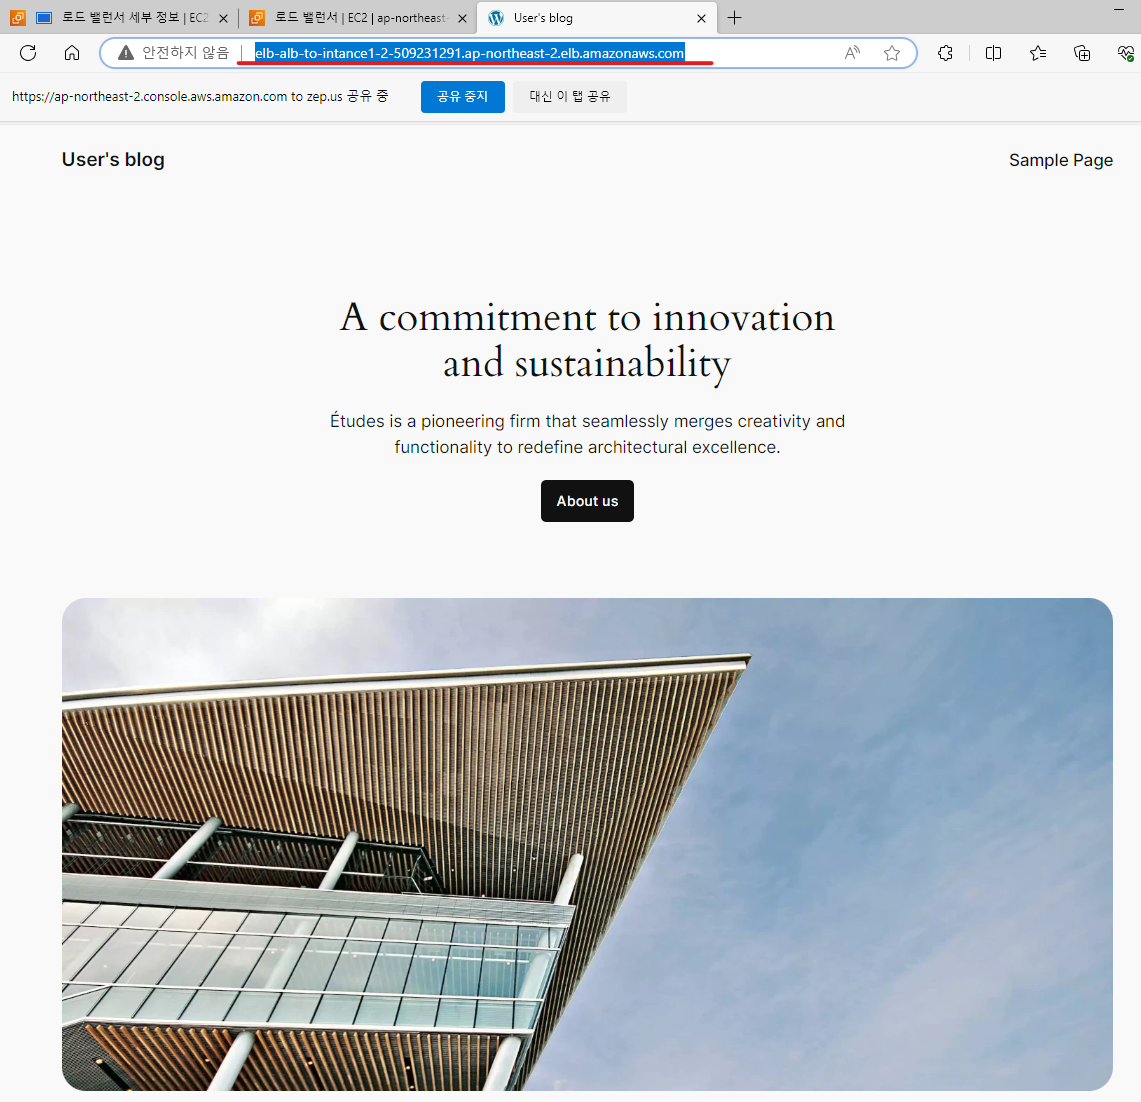 로드 밸런서 세부 정보 | EC2
로드 밸런서 | EC2 | ap-northeast-
User's blog
안전하지 않음
elb-alb-to-intance1-2-509231291.ap-northeast-2.elb.amazonaws.com
https://ap-northeast-2.console.aws.amazon.com to zep.us 공유 중
공유 중지
대신 이 탭 공유
User's blog
Sample Page
A commitment to innovation
and sustainability
Études is a pioneering firm that seamlessly merges creativity and
functionality to redefine architectural excellence.
About us